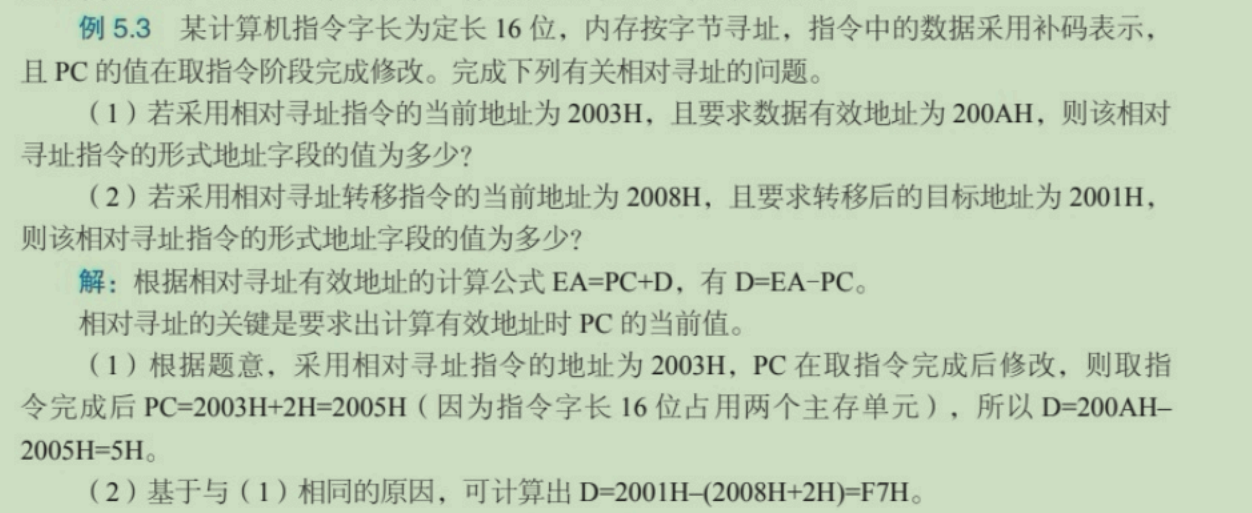 例 5.3 某计算机指令字长为定长 16 位，内存按字节寻址，指令中的数据采用补码表示，
且 PC 的值在取指令阶段完成修改。完成下列有关相对寻址的问题。
（1）若采用相对寻址指令的当前地址为 2003H，且要求数据有效地址为 200AH，则该相对
寻址指令的形式地址字段的值为多少？
（2）若采用相对寻址转移指令的当前地址为 2008H，且要求转移后的目标地址为 2001H，
则该相对寻址指令的形式地址字段的值为多少？
解：根据相对寻址有效地址的计算公式 EA=PC+D，有 D=EA−PC。
相对寻址的关键是要求出计算有效地址时 PC 的当前值。
（1）根据题意，采用相对寻址指令的地址为 2003H，PC 在取指令完成后修改，则取指
令完成后 PC=2003H+2H=2005H（因为指令字长 16 位占用两个主存单元），所以 D=200AH–
2005H=5H。
（2）基于与（1）相同的原因，可计算出 D=2001H–(2008H+2H)=F7H。